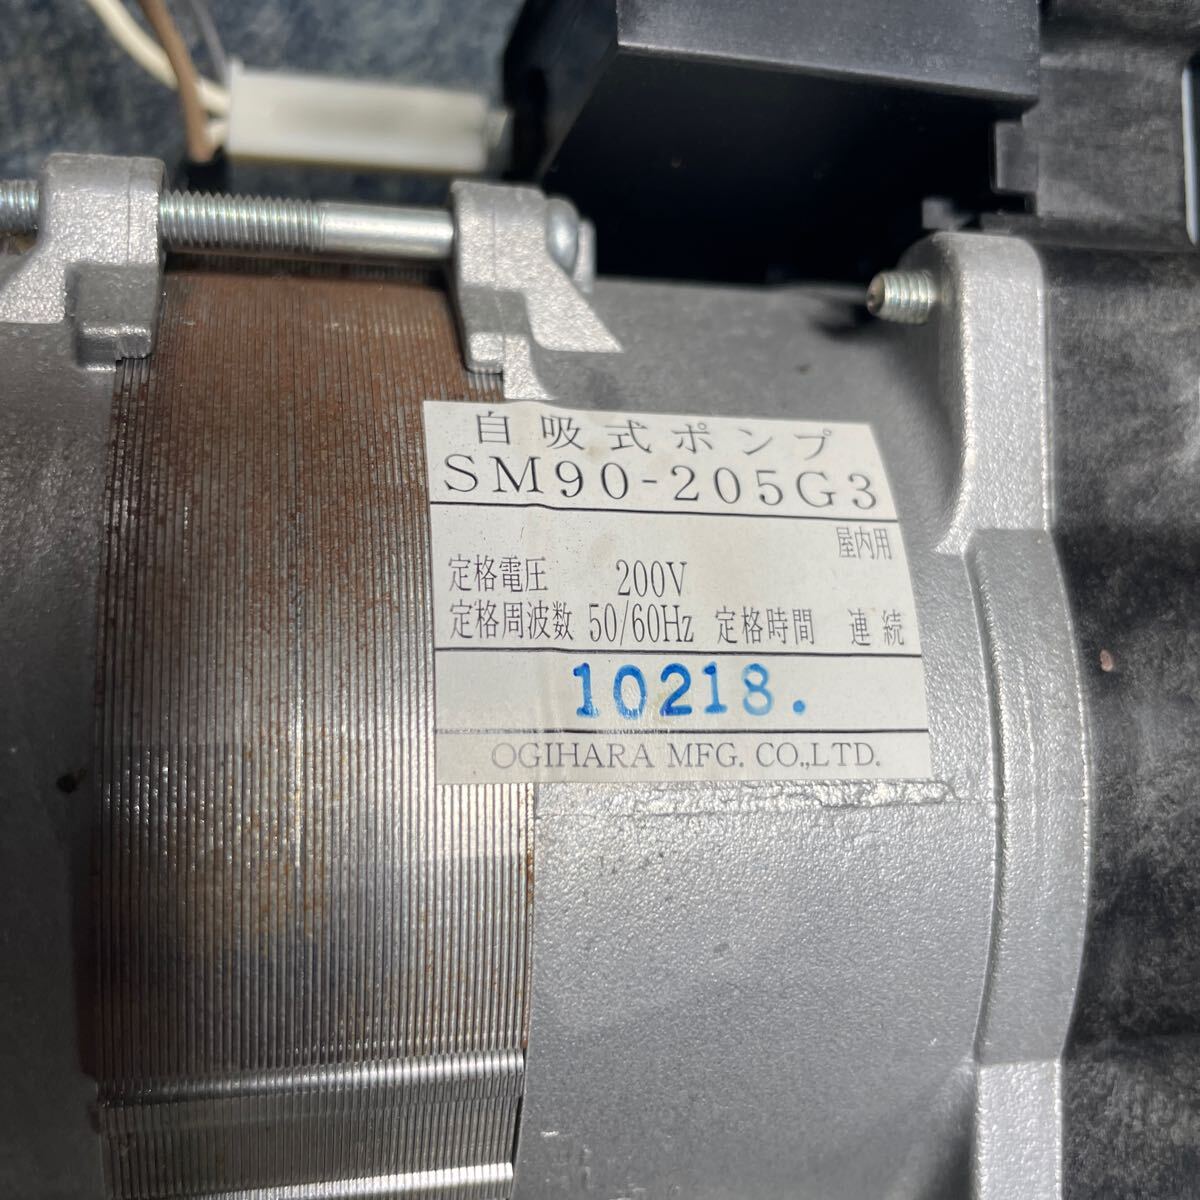 自吸式ポンプ
SM90-205G3
屋内用
定格電圧 200V
定格周波数 50/60Hz 定格時間 連続
10218.
OGIHARA MFG. CO.,LTD.